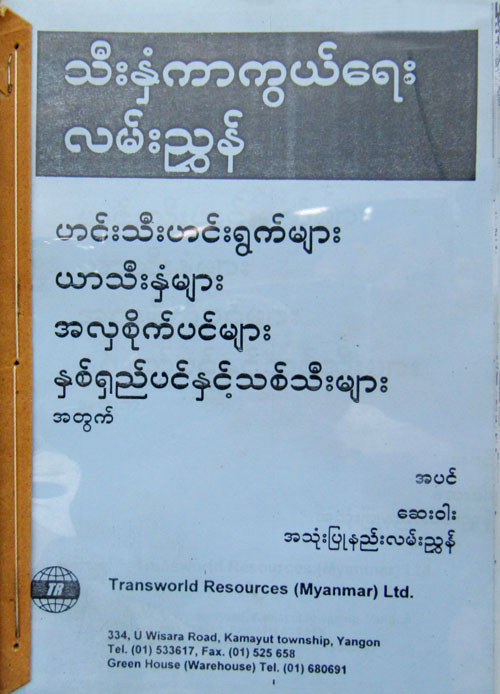 သီးနှံကာကွယ်ရေး
လမ်းညွှန်
ဟင်းသီးဟင်းရွက်များ
ယာသီးနှံများ
အလှစိုက်ပင်များ
နှစ်ရှည်ပင်နှင့်သစ်သီးများ
အတွက်
အပင်
ဆေးဝါး
အသုံးပြုနည်းလမ်းညွှန်
TR
Transworld Resources (Myanmar) Ltd.
334, U Wisara Road, Kamayut township, Yangon
Tel. (01) 533617, Fax. (01) 525 658
Green House (Warehouse) Tel. (01) 680691